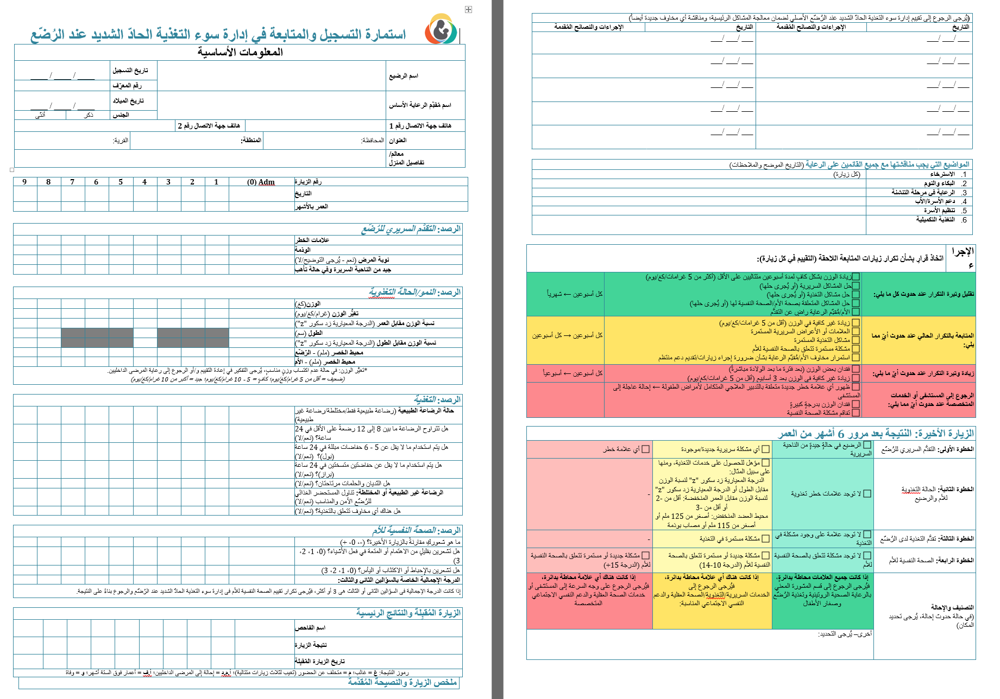 استمارة التسجيل والمتابعة في إدارة سوء التغذية الحادّ الشديد عند الرُضّع
المعلومات الأساسية
اسم الرضيع
تاريخ التسجيل
____ / ____ / ____
رقم المعرّف
اسم مُقدِّم الرعاية الأساس
تاريخ الميلاد
____ / ____ / ____
الجنس
ذكر
أنثى
هاتف جهة الاتصال رقم 1
هاتف جهة الاتصال رقم 2
العنوان
المحافظة:
المنطقة:
القرية:
معالم/
تفاصيل المنزل
رقم الزيارة
Adm (0)
1
2
3
4
5
6
7
8
9
التاريخ
العمر بالأشهر
الرصد: التقدُّم السريري للرُضّع
علامات الخطر
الوذمة
نوبة المرض (نعم - يُرجى التوضيح/لا)
جيد من الناحية السريرة وفي حالة تأهب
الرصد: النمو/الحالة التغذوية
الوزن(كغ)
تغيُّر الوزن (غرام/كغ/يوم)
نسبة الوزن مقابل العمر (الدرجة المعيارية زد سكور "z")
الطول (سم)
نسبة الوزن مقابل الطول (الدرجة المعيارية زد سكور "z")
محيط الخصر (ملم) - الرُضّع
محيط الخصر (ملم) - الأم
*تغيُّر الوزن: في حالة عدم اكتساب وزنٍ مناسبٍ، يُرجى التفكير في إعادة التقييم و/أو الرجوع إلى رعاية المرضى الداخليين.
(ضعيف = أقل من 5 غرام/كغ/يوم؛ كافٍ = 5 - 10 غرام/كغ/يوم؛ جيد = أكبر من 10 غرام/كغ/يوم)
الرصد: التغذية
حالة الرضاعة الطبيعية (رضاعة طبيعية فقط/مختلطة/رضاعة غير
طبيعية)
هل تتراوح الرضاعة ما بين 8 إلى 12 رضعةً على الأقل في 24
ساعة؟ (نعم/لا)
هل يتم استخدام ما لا يقل عن 5 - 6 حفاضات مبللة في 24 ساعة
(بول)؟ (نعم/لا)
هل يتم استخدام ما لا يقل عن حفاضتين متسختين في 24 ساعة
(براز)؟ (نعم/لا)
هل الثديان والحلمات مرتاحتان؟ (نعم/لا)
الرضاعة غير الطبيعية أو المختلطة: تناول المستحضر الغذائي
للرُضّع الآمن والمناسب (نعم/لا)
هل هناك أي مخاوف تتعلق بالتغذية؟ (نعم/لا)
الرصد: الصحة النفسية للأم
ما هو شعوركِ مقارنةً بالزيارة الأخيرة؟ (-، 0، +)
هل تشعرين بقليلٍ من الاهتمام أو المتعة في فعل الأشياء؟ (0، 1، 2،
3)
هل تشعرين بالإحباط أو الاكتئاب أو اليأس؟ (0، 1، 2، 3)
الدرجة الإجمالية الخاصة بالسؤالين الثاني والثالث:
إذا كانت الدرجة الإجمالية في السؤالين الثاني أو الثالث هي 3 أو أكثر، فيُرجى تكرار تقييم الصحة النفسية للأم في إدارة سوء التغذية الحادّ الشديد عند الرُضّع والرجوع بناءً على النتيجة.
الزيارة المُقبِلة والنتائج الرئيسية
اسم الفاحص
نتيجة الزيارة
تاريخ الزيارة المُقبِلة
رموز النتيجة: غ = غائب؛ م = متخلف عن الحضور (تغيب لثلاث زيارات متتالية)؛ أ.م.د = إحالة إلى المرضى الداخليين؛ أ.ف = أعمار فوق الستة أشهر؛ و = وفاة
ملخص الزيارة والنصيحة المُقدَّمة
(يُرجى الرجوع إلى تقييم إدارة سوء التغذية الحادّ الشديد عند الرُضّع الأصلي لضمان معالجة المشاكل الرئيسية؛ ومناقشة أي مخاوف جديدة أيضاً)
التاريخ
الإجراءات والنصائح المُقدمة
التاريخ
الإجراءات والنصائح المُقدمة
___/ ___/ ___
___/ ___/ ___
___/ ___/ ___
___/ ___/ ___
___/ ___/ ___
___/ ___/ ___
___/ ___/ ___
___/ ___/ ___
___/ ___/ ___
___/ ___/ ___
المواضيع التي يجب مناقشتها مع جميع القائمين على الرعاية (التاريخ الموضح والملاحظات)
1. الاسترخاء
(كل زيارة)
2. البكاء والنوم
3. الرعاية في مرحلة التنشئة
4. دعم الأسرة/الأب
5. تنظيم الأسرة
6. التغذية التكميلية
الإجرا
ء
اتخاذ قرارٍ بشأن تكرار زيارات المتابعة اللاحقة (التقييم في كل زيارة):
تقليل وتيرة التكرار عند حدوث كل ما يلي:
زيادة الوزن بشكل كافٍ لمدة أسبوعين متتاليين على الأقل (أكثر من 5 غرامات/كغ/يوم)
حل المشاكل السريرية (أو يُجرى حلها)
حل مشاكل التغذية (أو يُجرى حلها)
حل المشاكل المتعلقة بصحة الأم/الصحة النفسية لها (أو يُجرى حلها)
الأم/مُقدِّم الرعاية راضٍ عن التقدُّم
كل أسبوعين ← شهرياً
المتابعة بالتكرار الحالي عند حدوث أيٍّ مما
يلي:
زيادة غير كافية في الوزن (أقل من 5 غرامات/كغ/يوم)
العلامات أو الأعراض السريرية المستمرة
مشاكل التغذية المستمرة
مشكلة مستمرة تتعلق بالصحة النفسية للأم
استمرار مخاوف الأم/مُقدِّم الرعاية بشأن ضرورة إجراء زيارات/تقديم دعم منتظم
كل أسبوعين → كل أسبوعين
زيادة وتيرة التكرار عند حدوث أيّ ما يلي:
فقدان بعض الوزن (بعد فترة ما بعد الولادة مباشرةً)
زيادة غير كافية في الوزن بعد 3 أسابيع (أقل من 5 غرامات/كغ/يوم)
كل أسبوعين ← أسبوعياً
الرجوع إلى المستشفى أو الخدمات
المتخصصة عند حدوث أيٍّ مما يلي:
ظهور أي علامة خطر جديدة متعلقة بالتدبير العلاجي المتكامل لأمراض الطفولة ← إحالة عاجلة إلى
المستشفى
فقدان الوزن بدرجةٍ كبيرةٍ
تفاقم مشكلة الصحة النفسية
الزيارة الأخيرة: النتيجة بعد مرور 6 أشهر من العمر
الخطوة الأولى: التقدُّم السريري للرُضّع
الرضيع في حالةٍ جيدةٍ من الناحية
السريرية
أي مشكلة سريرية جديدة/موجودة
أي علامة خطر
الخطوة الثانية: الحالة التغذوية
للأم والرضيع
لا توجد علامات خطر تغذوية
مؤهل للحصول على خدمات التغذية، ومنها
على سبيل المثال:
الدرجة المعيارية زد سكور "z" لنسبة الوزن
مقابل الطول أو الدرجة المعيارية زد سكور "z"
لنسبة الوزن مقابل العمر المنخفضة: أقل من -2
أو أقل من -3
محيط العضد المنخفض: أصغر من 125 ملم أو
أصغر من 115 ملم أو مصاب بوذمة
-
الخطوة الثالثة: تقدُّم التغذية لدى الرُضّع
لا توجد علامة على وجود مشكلة في
التغذية
مشكلة مستمرة في التغذية
-
الخطوة الرابعة: الصحة النفسية للأم
لا توجد مشكلة تتعلق بالصحة النفسية
للأم
مشكلة جديدة أو مستمرة تتعلق بالصحة
النفسية للأم (الدرجة 10-14)
مشكلة جديدة أو مستمرة تتعلق بالصحة النفسية
للأم (الدرجة 15+)
التصنيف والإحالة
(في حالة حدوث إحالة، يُرجى تحديد
المكان)
إذا كانت جميع العلامات محاطة بدائرةٍ،
فيُرجى الرجوع إلى قسم المشورة المعني
بالرعاية الصحية الروتينية وتغذية الرُضّع
وصغار الأطفال
إذا كانت هناك أي علامة محاطة بدائرة،
فيُرجى الرجوع إلى
الخدمات السريرية/التغذوية/الصحة العقلية والدعم
النفسي الاجتماعي المناسبة:
إذا كانت هناك أي علامة محاطة بدائرة،
فيُرجى الرجوع على وجه السرعة إلى المستشفى أو
خدمات الصحة العقلية والدعم النفسي الاجتماعي
المتخصصة
أخرى– يُرجى التحديد: